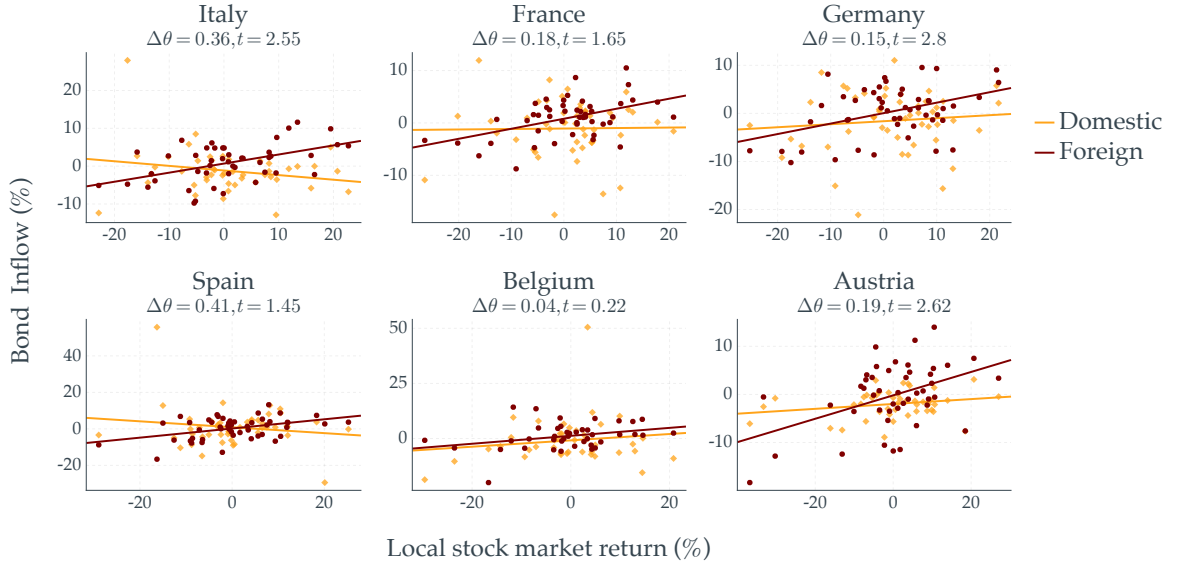 Italy
Δθ = 0.36, t = 2.55
France
Δθ = 0.18, t = 1.65
Germany
Δθ = 0.15, t = 2.8
20
10
0
-10
-20
-10
0
10
20
10
0
-10
-20
-10
0
10
20
10
0
-10
-20
-20
-10
0
10
20
Domestic
Foreign
Bond Inflow (%)
Spain
Δθ = 0.41, t = 1.45
Belgium
Δθ = 0.04, t = 0.22
Austria
Δθ = 0.19, t = 2.62
40
20
0
-20
-20
0
20
50
25
0
-20
0
20
10
0
-10
-20
0
20
Local stock market return (%)